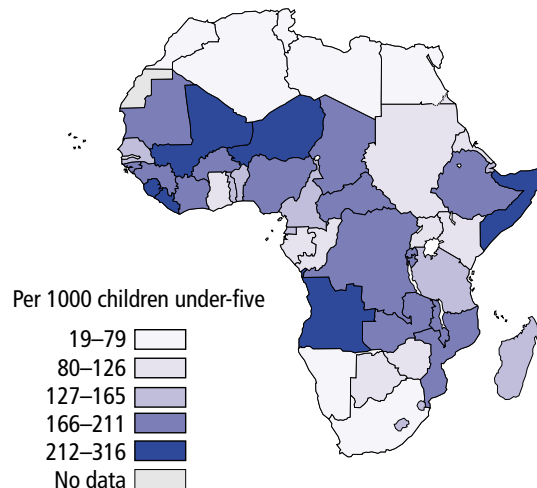 Per 1000 children under-five
19–79
80–126
127–165
166–211
212–316
No data